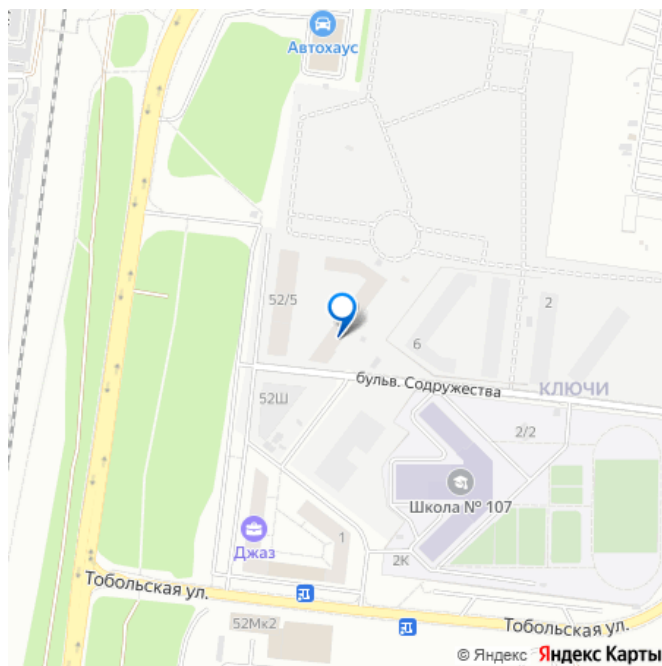 Автохаус
52/5
2
6
бульв. Содружества
КЛЮЧИ
52Ш
2/2
Школа № 107
Джаз
1
2К
Тобольская ул.
52Мк2
Тобольская ул.
© Яндекс Яндекс Карты